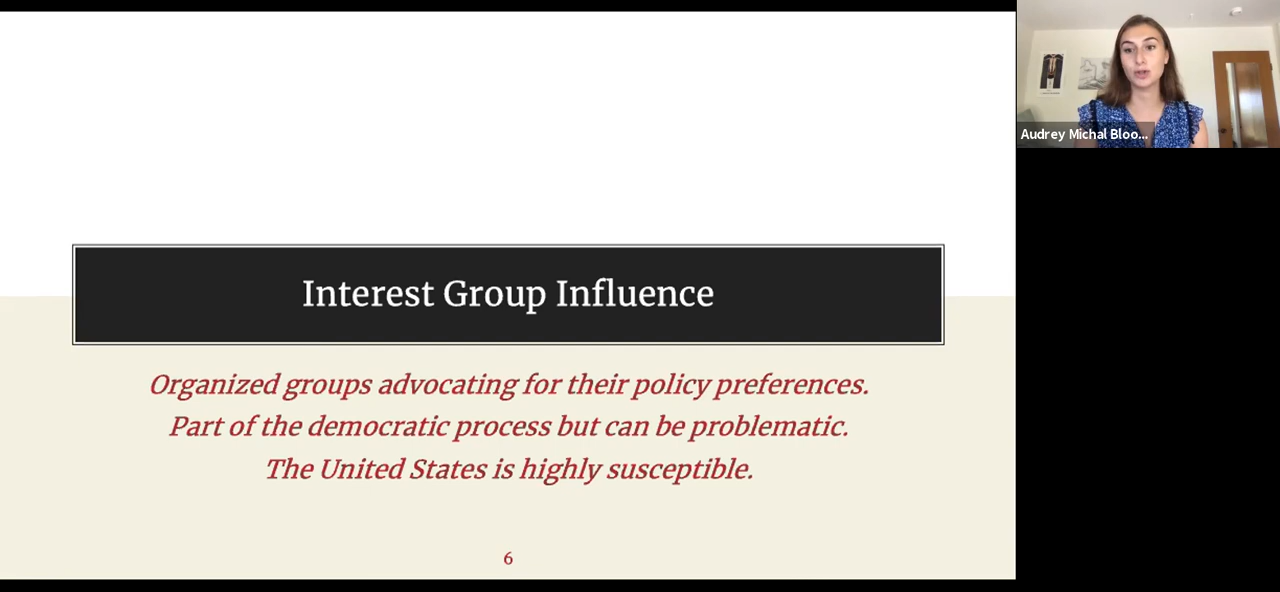 Interest Group Influence
Organized groups advocating for their policy preferences.
Part of the democratic process but can be problematic.
The United States is highly susceptible.
6
Audrey Michal Bloo...